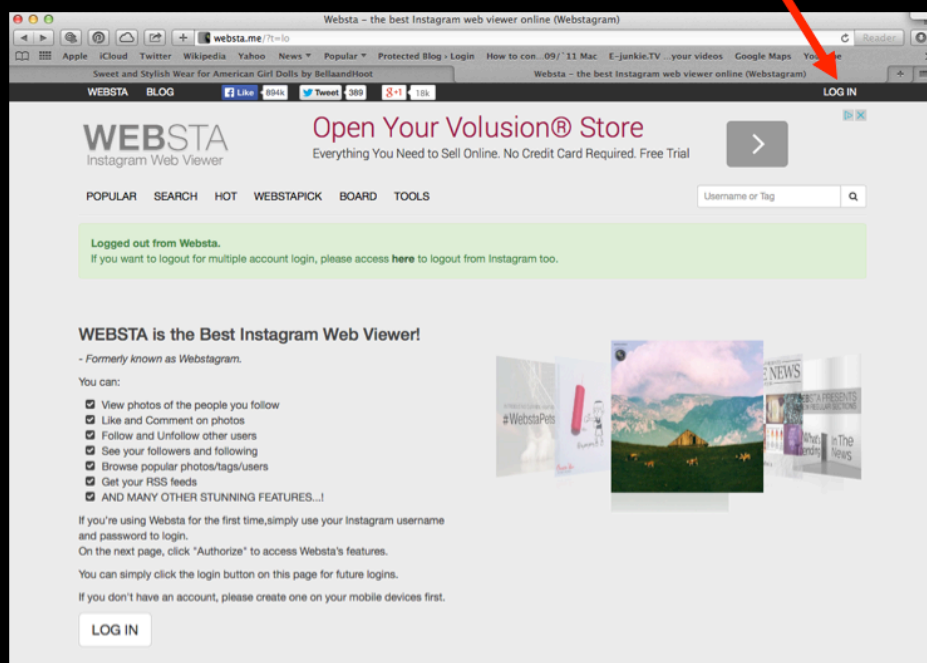 Websta – the best Instagram web viewer online (Webstagram)
websta.me/?t=lo
Reader
Apple iCloud Twitter Wikipedia Yahoo News Popular Protected Blog › Login How to con...09/`11 Mac E-junkie.TV ...your videos Google Maps
Sweet and Stylish Wear for American Girl Dolls by BellaandHoot
Websta – the best Instagram web viewer online (Webstagram)
WEBSTA BLOG Like 894k Tweet 389 g+1 18k LOG IN
WEBSTA
Instagram Web Viewer
Open Your Volusion® Store
Everything You Need to Sell Online. No Credit Card Required. Free Trial
POPULAR SEARCH HOT WEBSTAPICK BOARD TOOLS Username or Tag
Logged out from Websta.
If you want to logout for multiple account login, please access here to logout from Instagram too.
WEBSTA is the Best Instagram Web Viewer!
- Formerly known as Webstagram.
You can:
View photos of the people you follow
Like and Comment on photos
Follow and Unfollow other users
See your followers and following
Browse popular photos/tags/users
Get your RSS feeds
AND MANY OTHER STUNNING FEATURES...!
If you're using Websta for the first time,simply use your Instagram username
and password to login.
On the next page, click "Authorize" to access Websta's features.
You can simply click the login button on this page for future logins.
If you don't have an account, please create one on your mobile devices first.
LOG IN
#WebstaPets
NEWS
PRESENTS
What's
In The
News